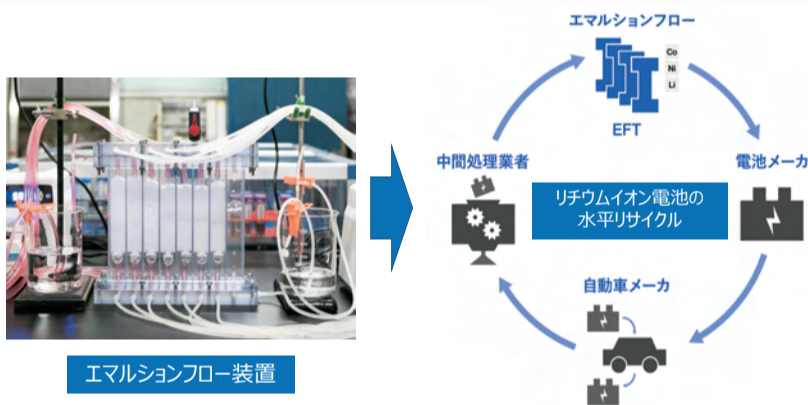 エマルションフロー
Co
Ni
Li
EFT
中間処理業者
電池メーカ
リチウムイオン電池の
水平リサイクル
自動車メーカ
エマルションフロー装置